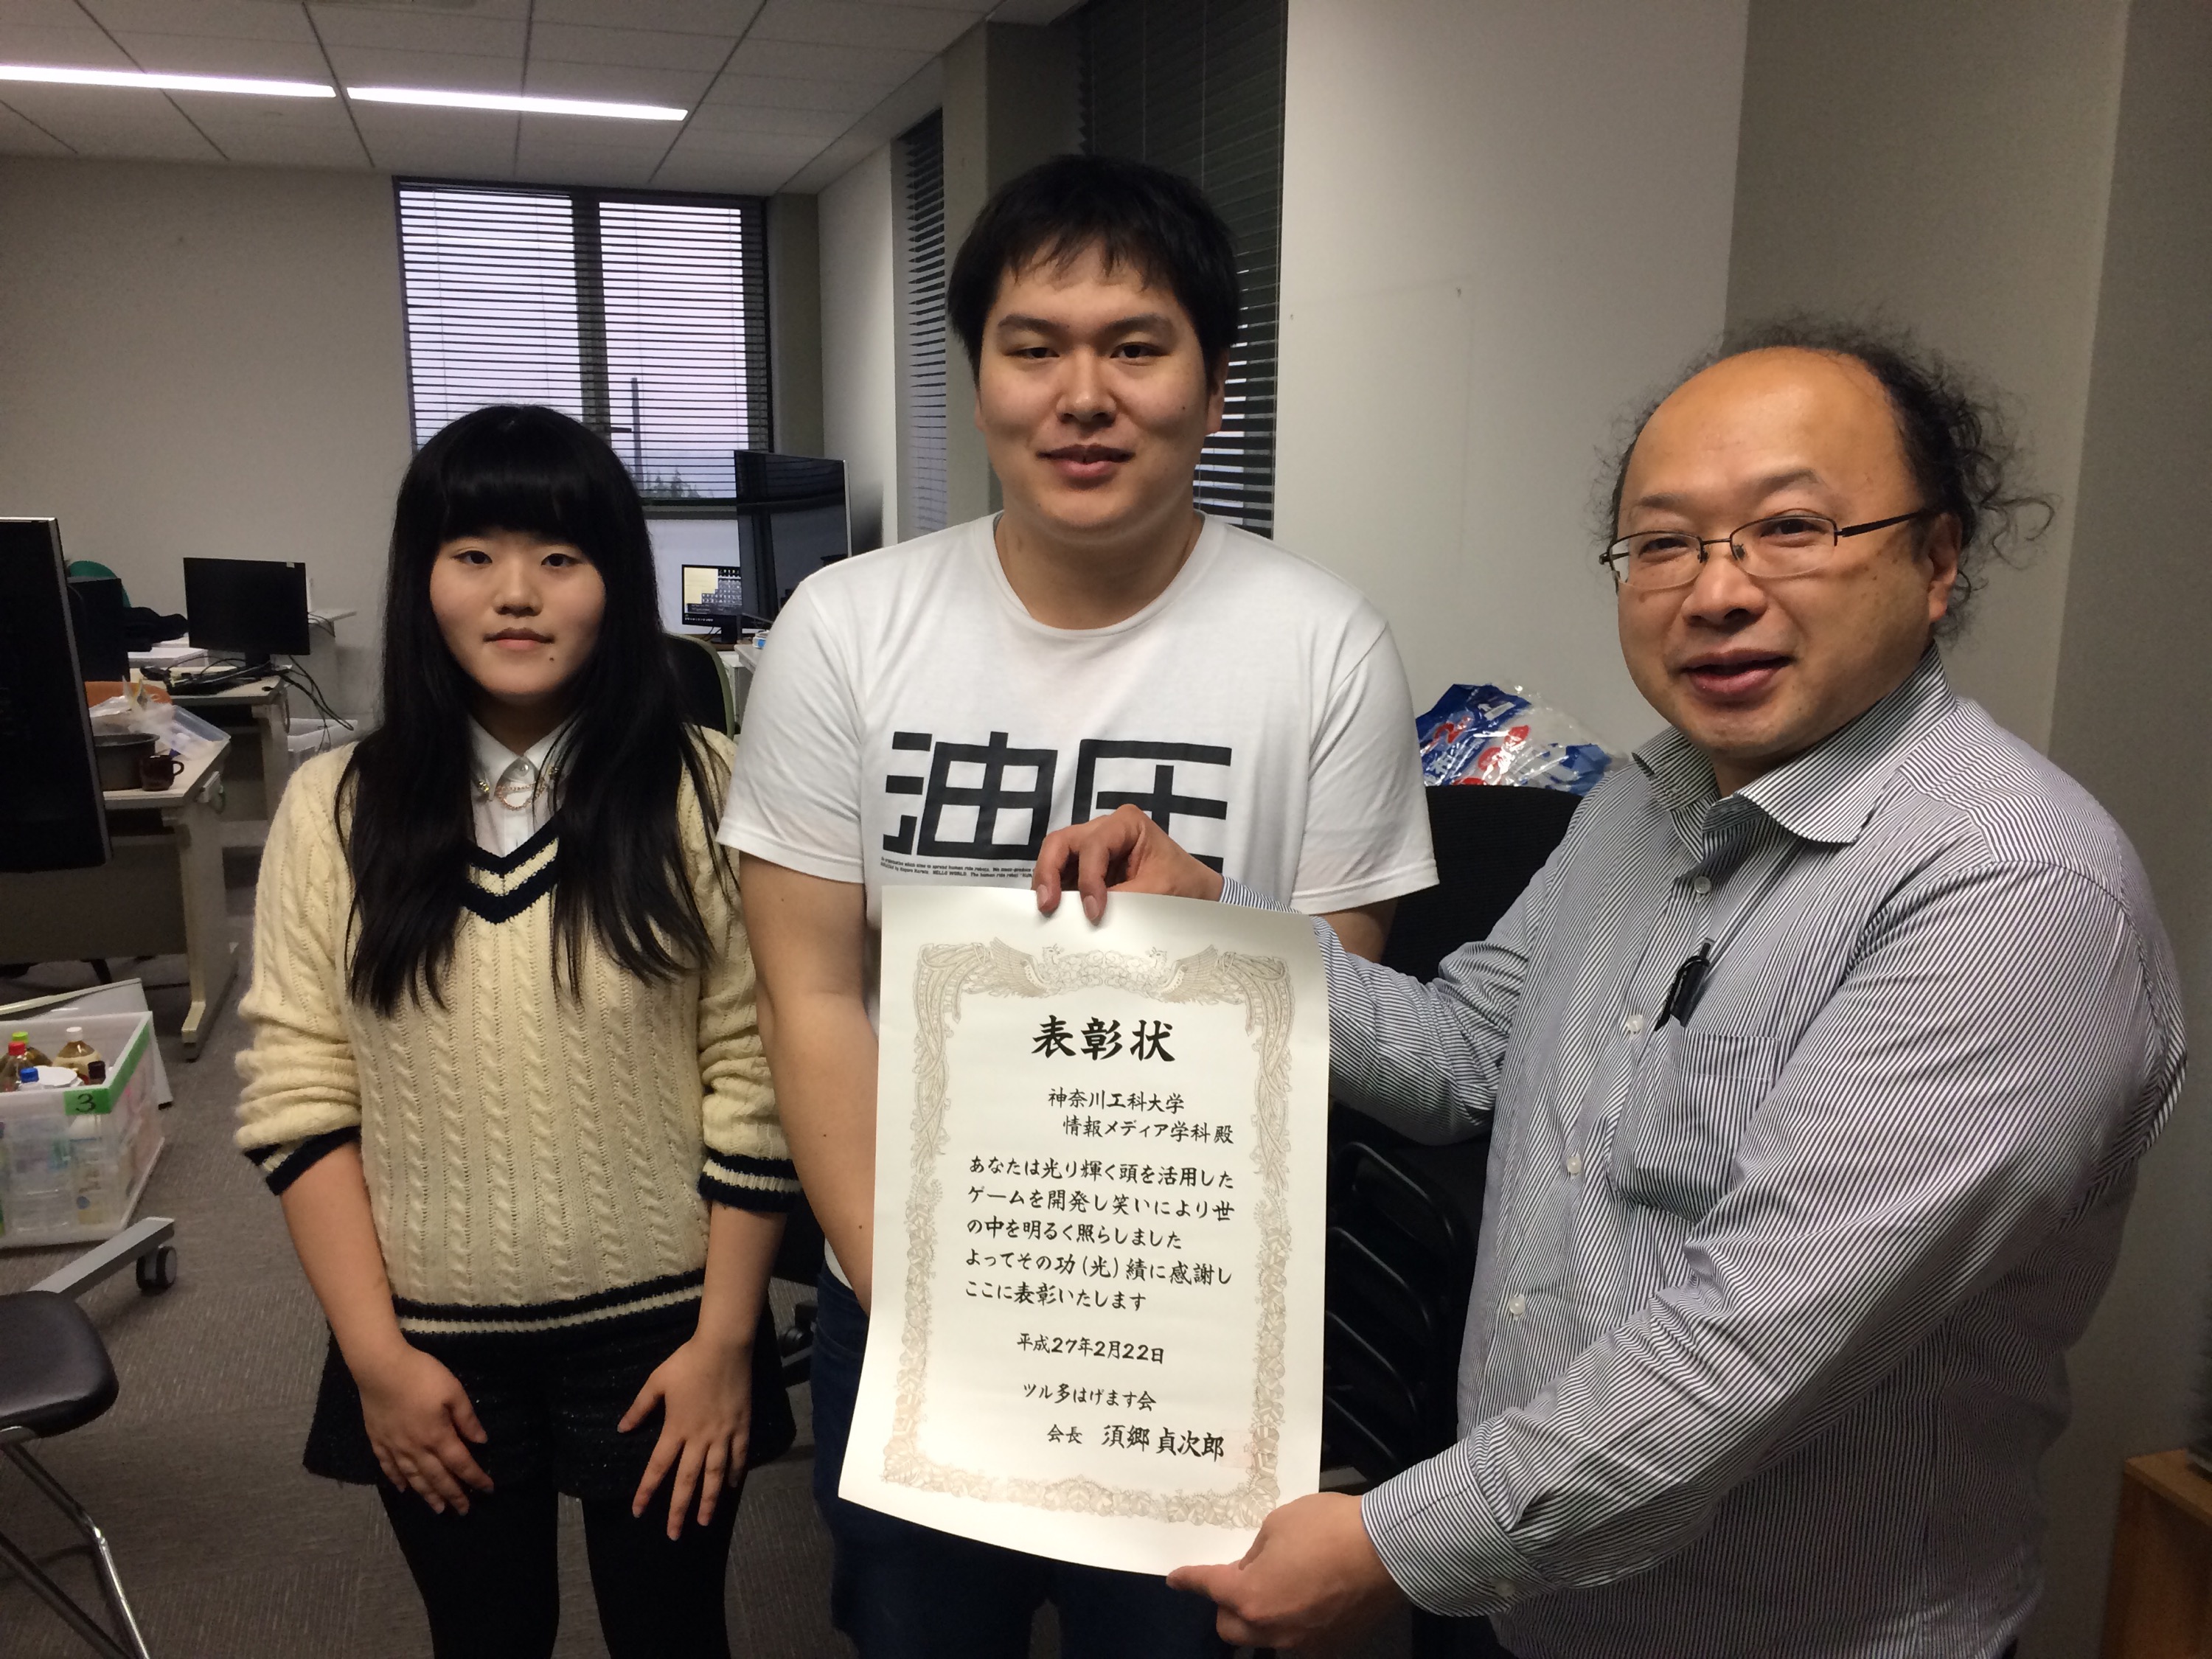 油圧
表彰状
神奈川工科大学
情報メディア学科 殿
あなたは光り輝く頭を活用した
ゲームを開発し笑いにより世
の中を明るく照らしました
よってその功(光)績に感謝し
ここに表彰いたします
平成27年2月22日
ツル多はげます会
会長 須郷 貞次郎
3